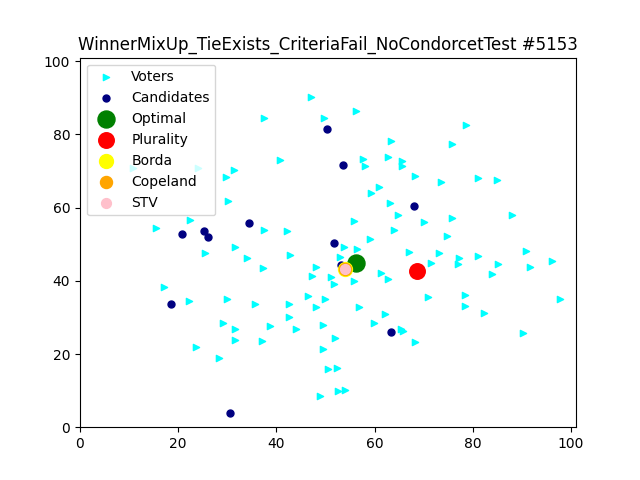 WinnerMixUp_TieExists_CriteriaFail_NoCondorcetTest #5153
100
80
60
40
20
0
Voters
Candidates
Optimal
Plurality
Borda
Copeland
STV
0 20 40 60 80 100